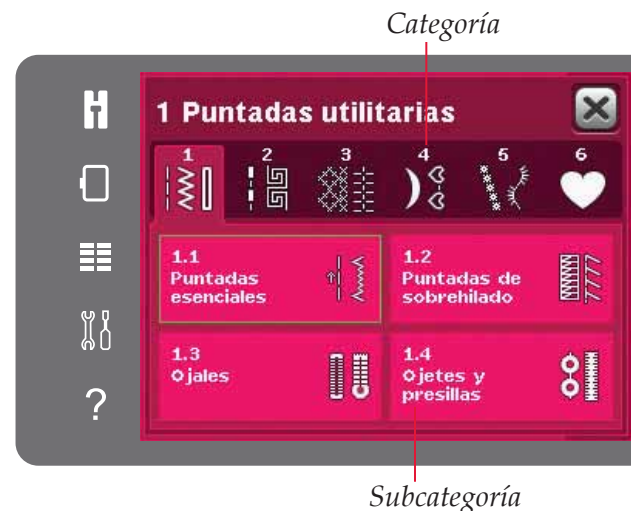 Categoría
1 Puntadas utilitarias
1 2 3 4 5 6
1.1
Puntadas
esenciales
1.2
Puntadas de
sobrehilado
1.3
Ojales
1.4
Ojetes y
presillas
?
Subcategoría